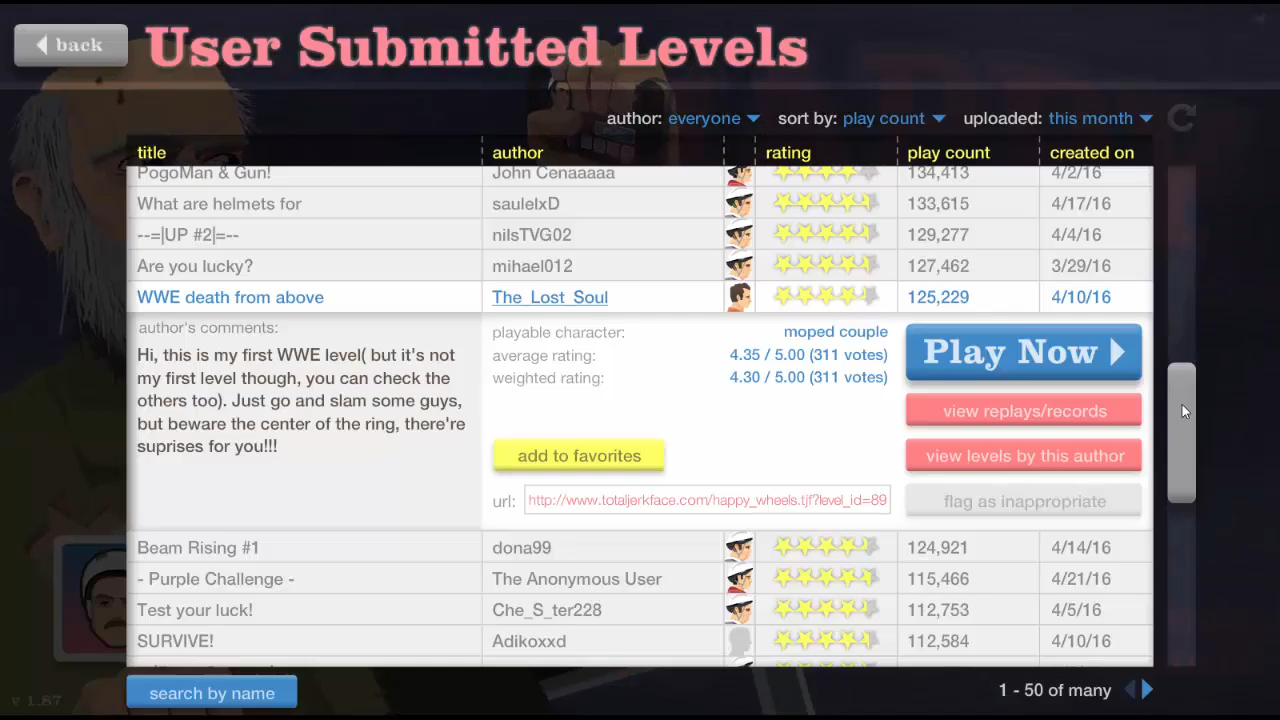 back
User Submitted Levels
author: everyone sort by: play count uploaded: this month
title author rating play count created on
PogoMan & Gun! John Cenaaaaa 134,413 4/2/16
What are helmets for saulelxD 133,615 4/17/16
--=|UP #2|=-- nilsTVG02 129,277 4/4/16
Are you lucky? mihael012 127,462 3/29/16
WWE death from above The_Lost_Soul 125,229 4/10/16
author's comments:
Hi, this is my first WWE level( but it's not
my first level though, you can check the
others too). Just go and slam some guys,
but beware the center of the ring, there're
suprises for you!!!
playable character: moped couple
average rating: 4.35 / 5.00 (311 votes)
weighted rating: 4.30 / 5.00 (311 votes)
add to favorites
url: http://www.totaljerkface.com/happy_wheels.tjf?level_id=89
Play Now
view replays/records
view levels by this author
flag as inappropriate
Beam Rising #1 dona99 124,921 4/14/16
- Purple Challenge - The Anonymous User 115,466 4/21/16
Test your luck! Che_S_ter228 112,753 4/5/16
SURVIVE! Adikoxxd 112,584 4/10/16
search by name
1 - 50 of many
v 1.87